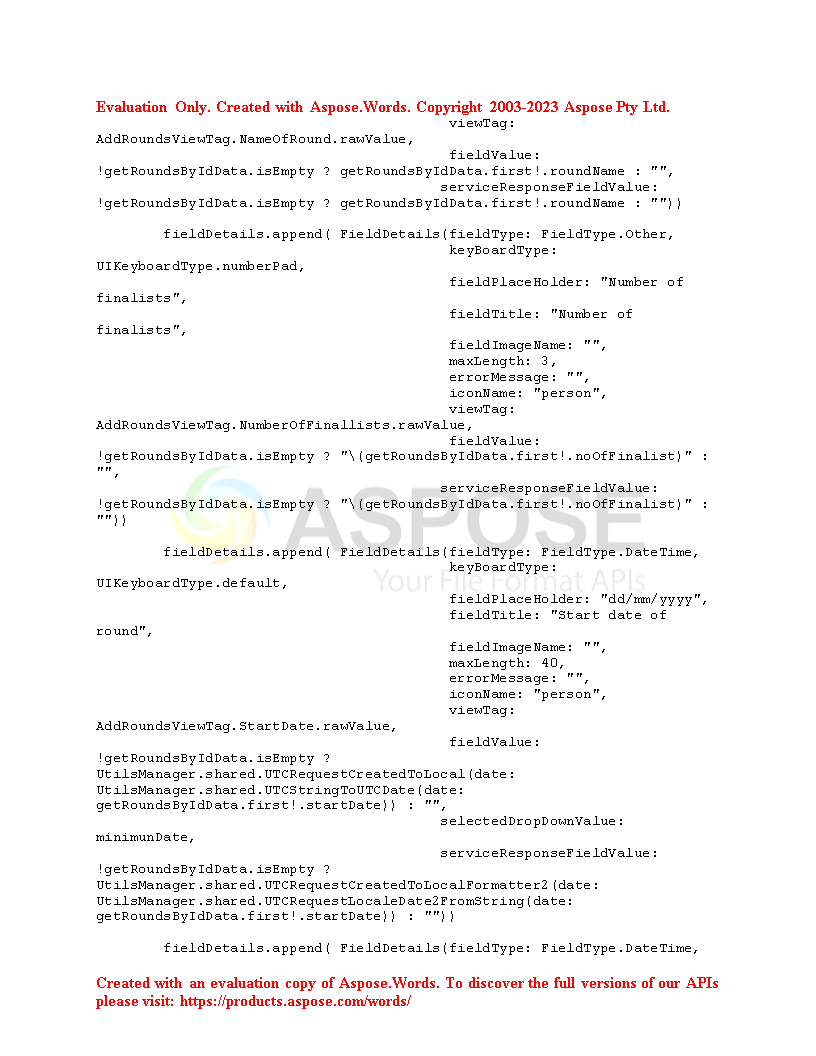 Evaluation Only. Created with Aspose.Words. Copyright 2003-2023 Aspose Pty Ltd.
viewTag:
AddRoundsViewTag.NameOfRound.rawValue,
fieldValue:
!getRoundsByIdData.isEmpty ? getRoundsByIdData.first!.roundName : "",
serviceResponseFieldValue:
!getRoundsByIdData.isEmpty ? getRoundsByIdData.first!.roundName : ""))
fieldDetails.append( FieldDetails(fieldType: FieldType.Other,
keyBoardType:
UIKeyboardType.numberPad,
fieldPlaceHolder: "Number of
finalists",
fieldTitle: "Number of
finalists",
fieldImageName: "",
maxLength: 3,
errorMessage: "",
iconName: "person",
viewTag:
AddRoundsViewTag.NumberOfFinallists.rawValue,
fieldValue:
!getRoundsByIdData.isEmpty ? "\(getRoundsByIdData.first!.noOfFinalist)" :
"",
serviceResponseFieldValue:
!getRoundsByIdData.isEmpty ? "\(getRoundsByIdData.first!.noOfFinalist)" :
""))
ASPOSE
fieldDetails.append( FieldDetails(fieldType: FieldType.DateTime,
keyBoardType:
UIKeyboardType.default,
Your File Format APIs
fieldPlaceHolder: "dd/mm/yyyy",
fieldTitle: "Start date of
round",
fieldImageName: "",
maxLength: 40,
errorMessage: "",
iconName: "person",
viewTag:
AddRoundsViewTag.StartDate.rawValue,
fieldValue:
!getRoundsByIdData.isEmpty ?
UtilsManager.shared.UTCRequestCreatedToLocal(date:
UtilsManager.shared.UTCStringToUTCDate(date:
getRoundsByIdData.first!.startDate)) : "",
selectedDropDownValue:
minimunDate,
serviceResponseFieldValue:
!getRoundsByIdData.isEmpty ?
UtilsManager.shared.UTCRequestCreatedToLocalFormatter2(date:
UtilsManager.shared.UTCRequestLocaleDate2FromString(date:
getRoundsByIdData.first!.startDate)) : ""))
fieldDetails.append( FieldDetails(fieldType: FieldType.DateTime,
Created with an evaluation copy of Aspose.Words. To discover the full versions of our APIs
please visit: https://products.aspose.com/words/